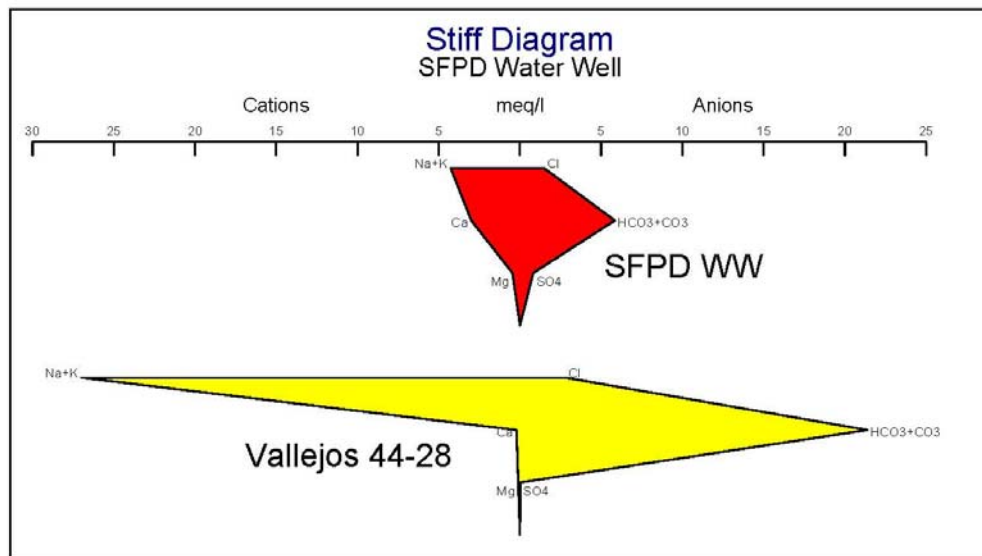 Stiff Diagram
SFPD Water Well
Cations meq/l Anions
30 25 20 15 10 5 5 10 15 20 25
Na+K Cl
Ca HCO3+CO3
SFPD WW
Mg SO4
Na+K Cl
Ca HCO3+CO3
Vallejos 44-28
Mg SO4